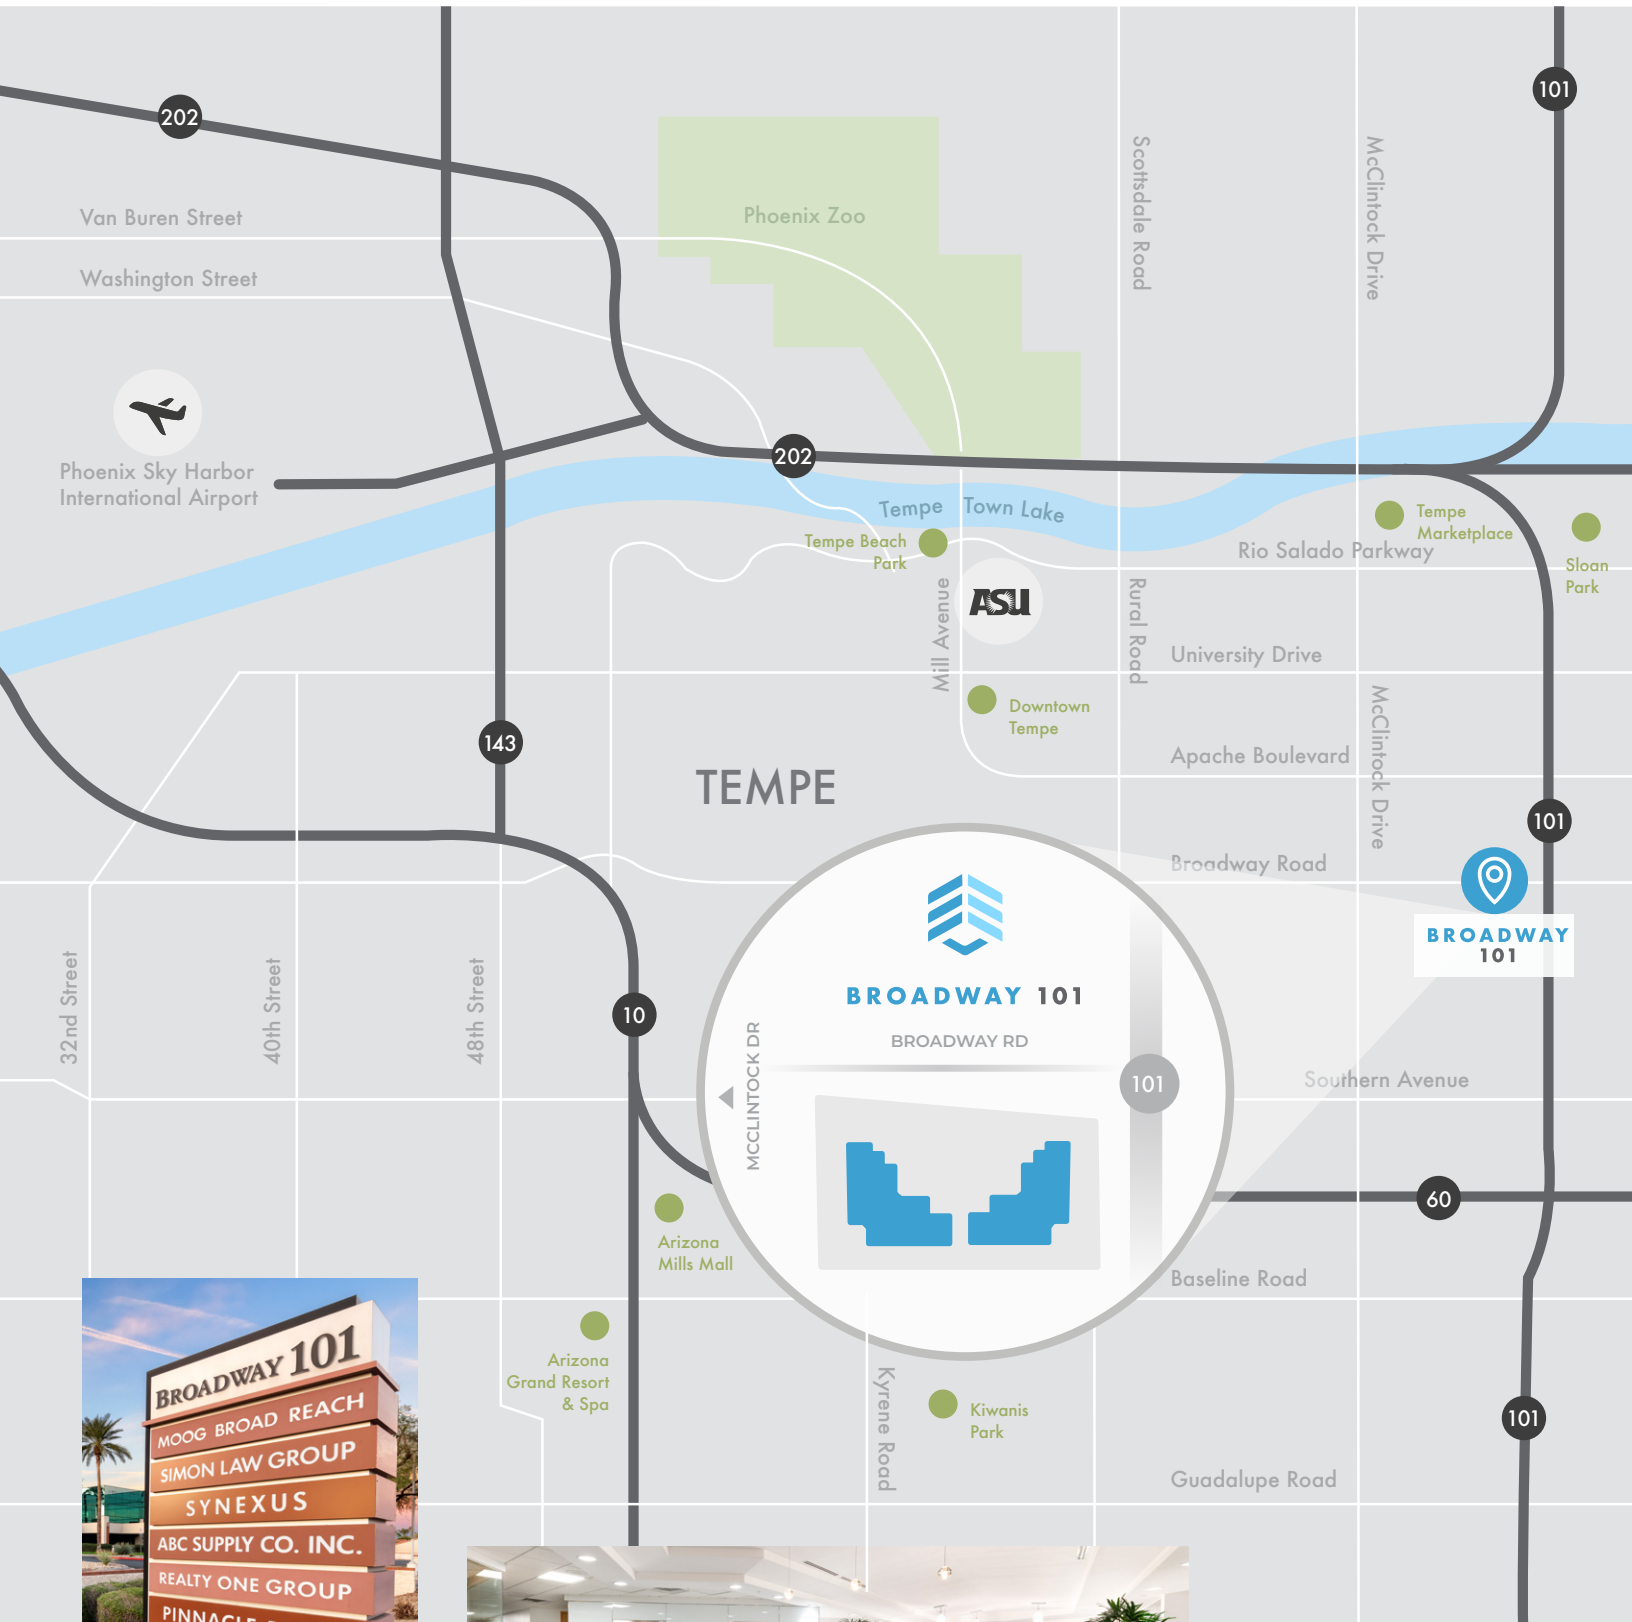 101
202
Scottsdale Road
McClintock Drive
Phoenix Zoo
Van Buren Street
Washington Street
202
Phoenix Sky Harbor
International Airport
Tempe Town Lake
Tempe
Marketplace
Tempe Beach
Park
Rio Salado Parkway
Sloan
Park
Mill Avenue
ASU
Rural Road
University Drive
McClintock Drive
Downtown
Tempe
143
Apache Boulevard
TEMPE
101
Broadway Road
BROADWAY
101
32nd Street
40th Street
48th Street
10
BROADWAY 101
BROADWAY RD
MCCLINTOCK DR
101
Southern Avenue
60
Arizona
Mills Mall
Baseline Road
Arizona
Grand Resort
& Spa
Kyrene Road
Kiwanis
Park
101
Guadalupe Road
BROADWAY 101
MOOG BROAD REACH
SIMON LAW GROUP
SYNEXUS
ABC SUPPLY CO. INC.
REALTY ONE GROUP
PINNACLE